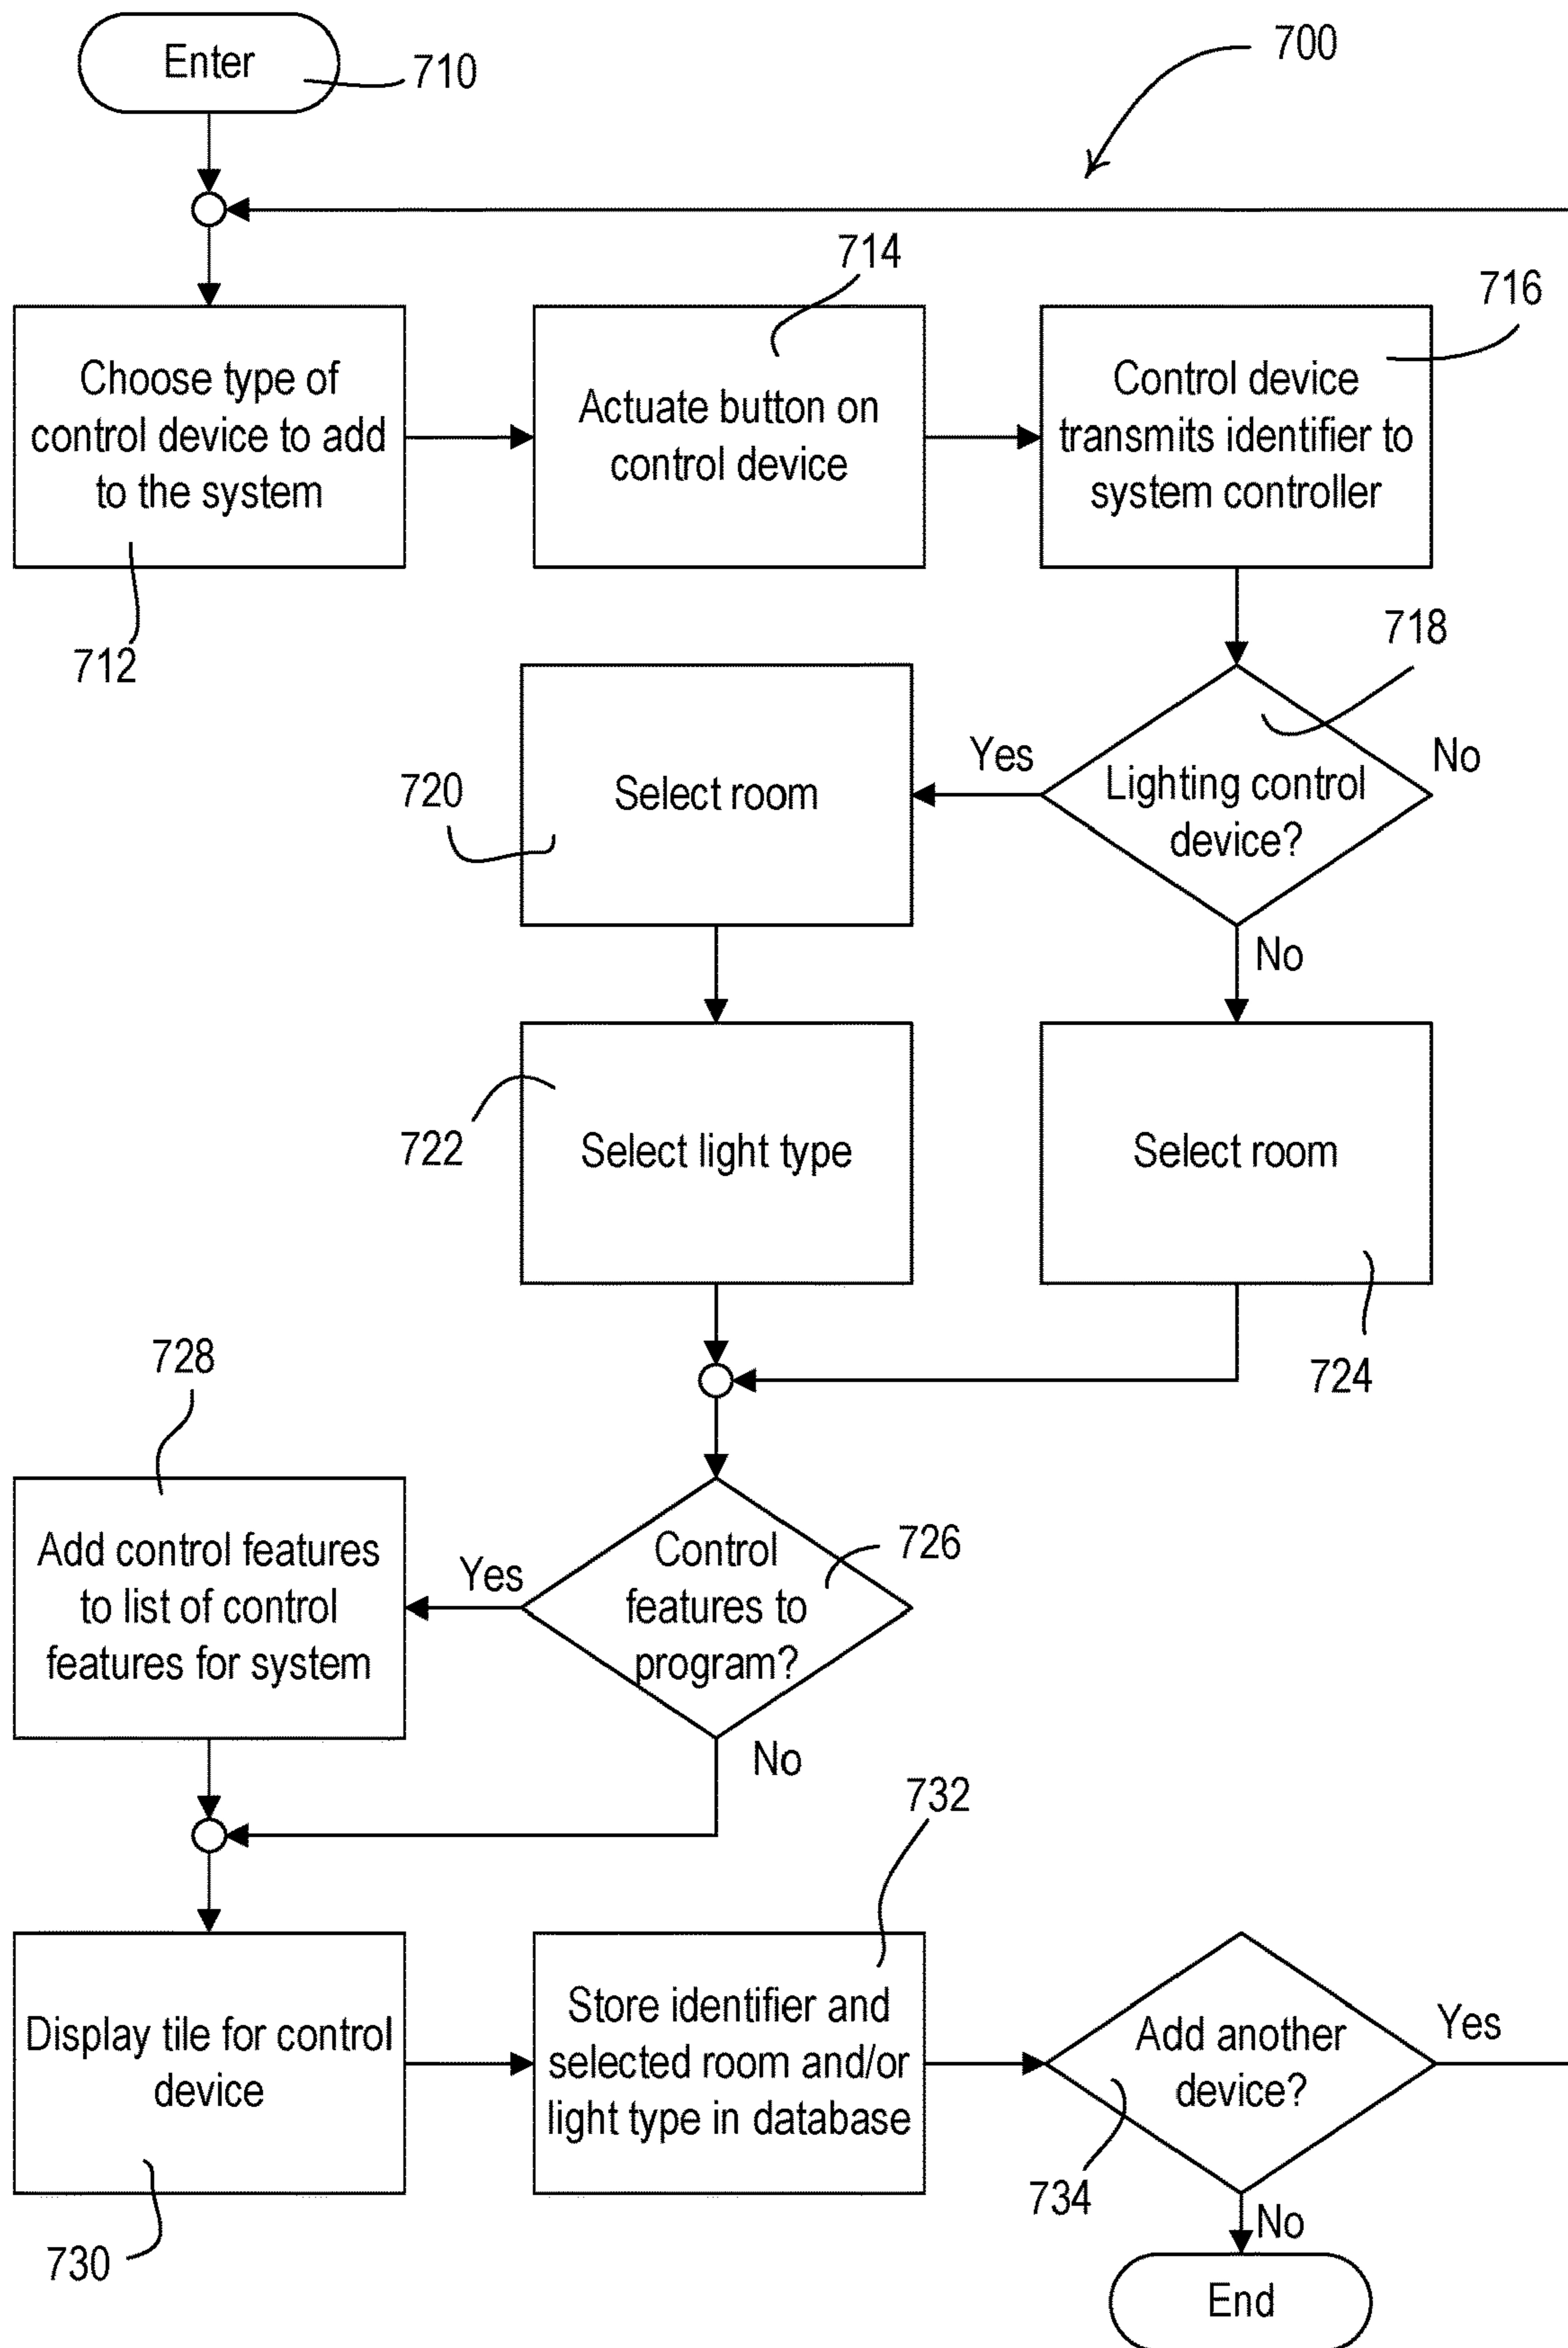 Enter
710
700
714
716
Choose type of
control device to add
to the system
Actuate button on
control device
Control device
transmits identifier to
system controller
712
718
Yes
No
720
Select room
Lighting control
device?
No
722
Select light type
Select room
724
728
Add control features
to list of control
features for system
Yes
Control
features to
program?
726
No
732
Display tile for control
device
Store identifier and
selected room and/or
light type in database
Add another
device?
Yes
734
No
730
End